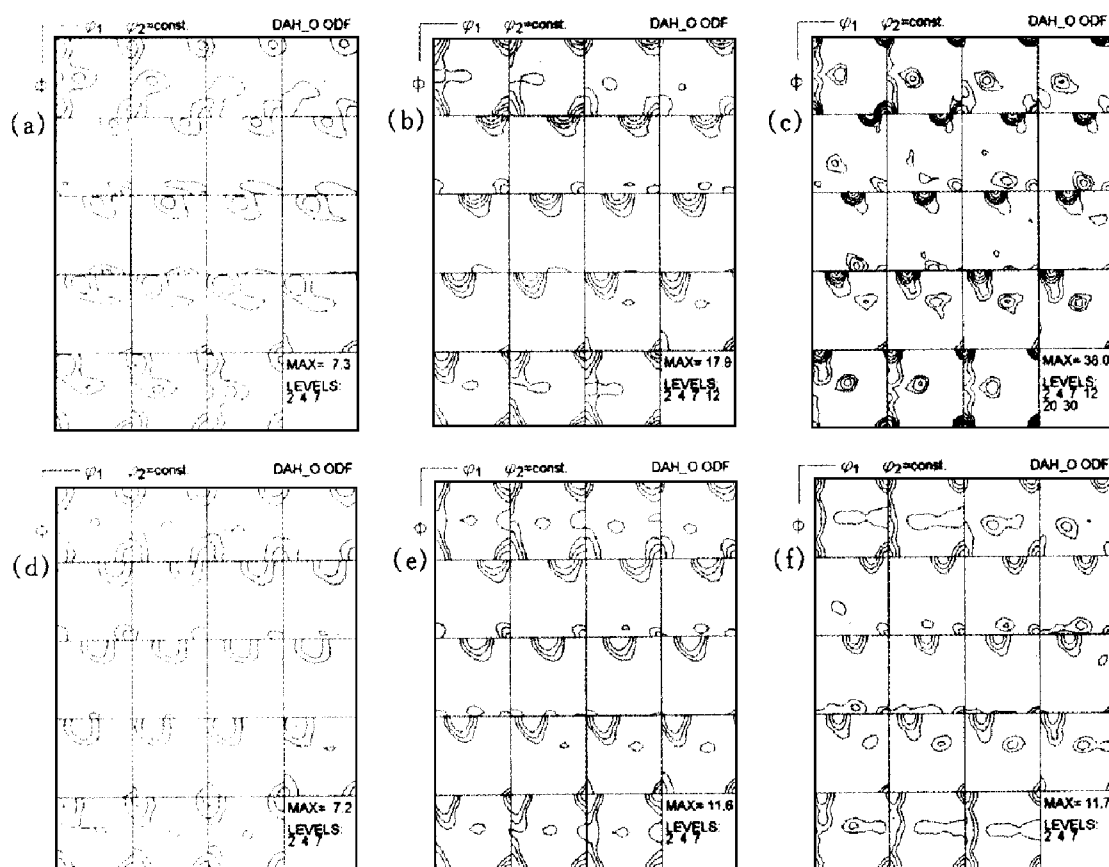 φ1 φ2=const. DAH_O ODF
Φ
(a)
MAX= 7.3
LEVELS:
2 4 7
φ1 φ2=const. DAH_O ODF
Φ
(b)
MAX= 17.8
LEVELS:
2 4 7 12
φ1 φ2=const. DAH_O ODF
Φ
(c)
MAX= 38.0
LEVELS:
2 4 7 12
20 30
φ1 φ2=const. DAH_O ODF
Φ
(d)
MAX= 7.2
LEVELS:
2 4 7
φ1 φ2=const. DAH_O ODF
Φ
(e)
MAX= 11.6
LEVELS:
2 4 7
φ1 φ2=const. DAH_O ODF
Φ
(f)
MAX= 11.7
LEVELS:
2 4 7